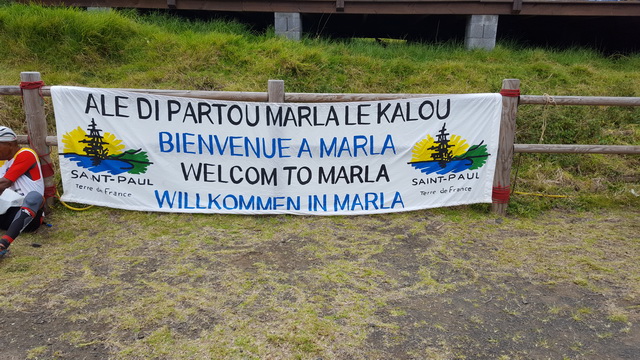 ALE DI PARTOU MARLA LE KALOU
BIENVENUE A MARLA
WELCOM TO MARLA
WILLKOMMEN IN MARLA
SAINT-PAUL
Terre de France
SAINT-PAUL
Terre de France